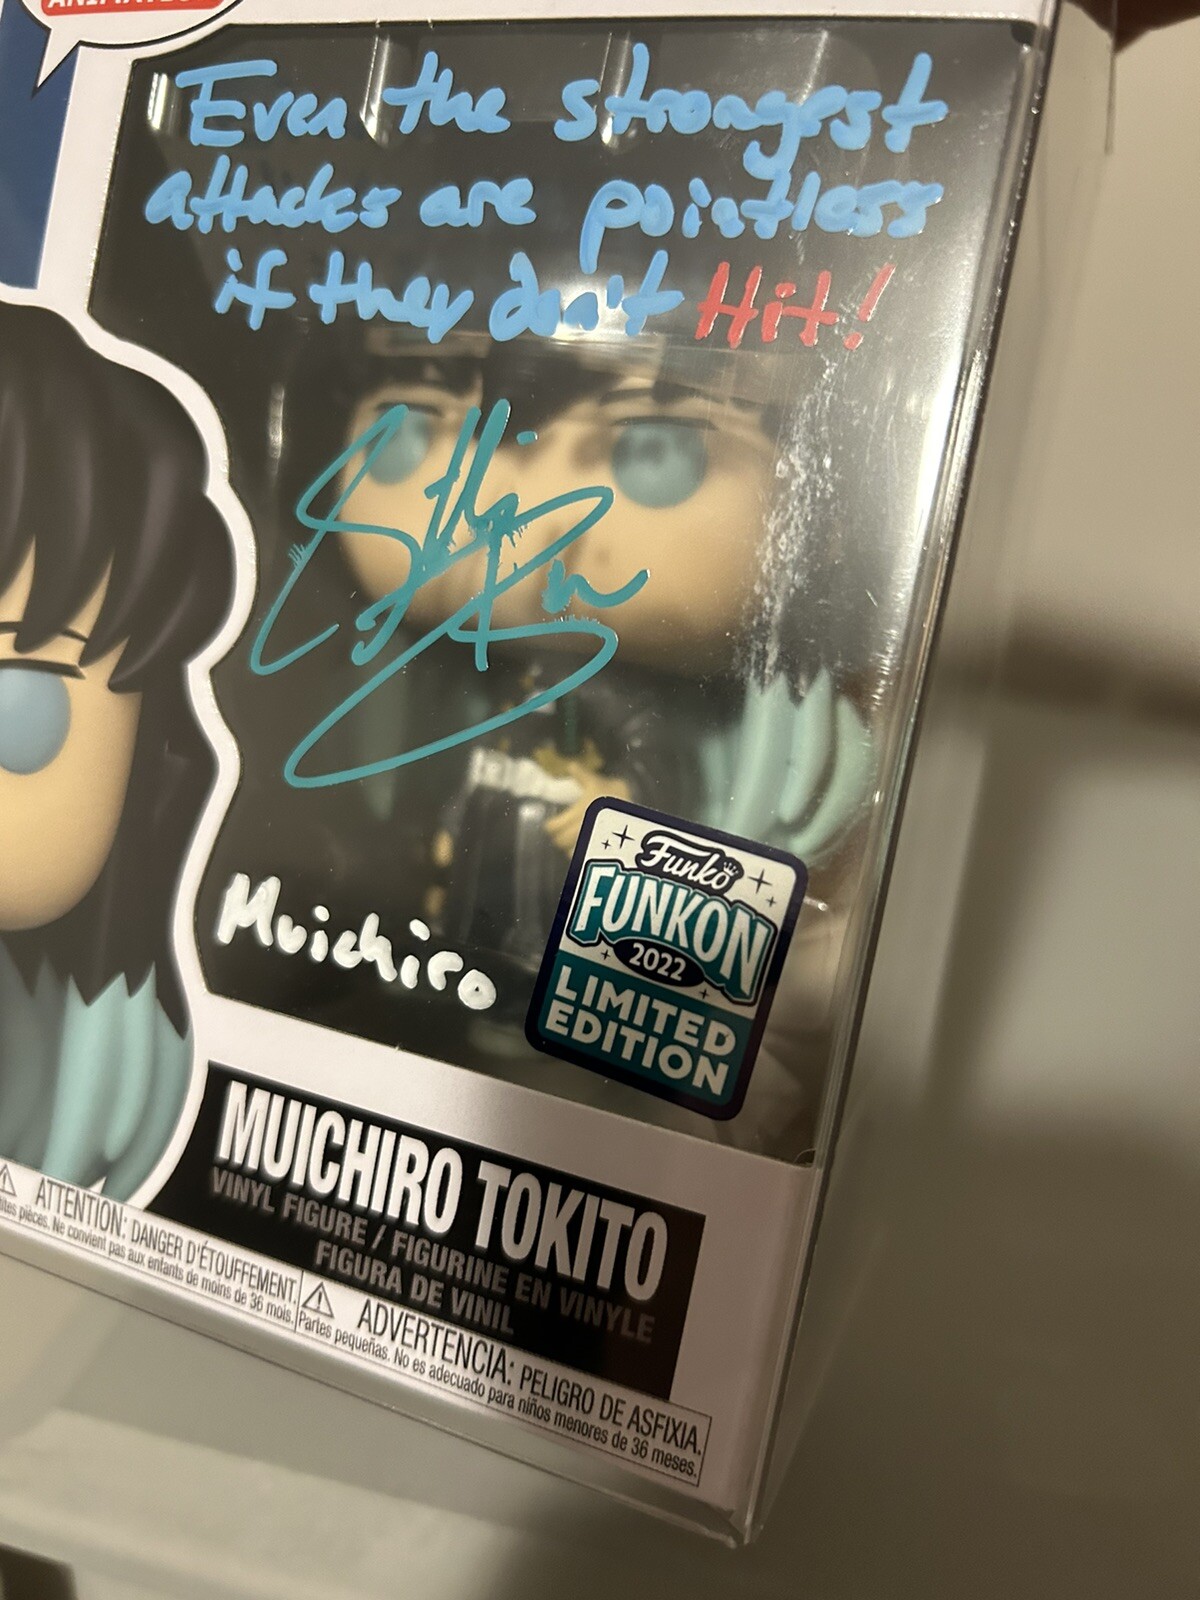 Even the strongest
attacks are pointless
if they don't Hit!
Muichiro
Funko
FUNKON
2022
LIMITED
EDITION
MUICHIRO TOKITO
VINYL FIGURE / FIGURINE EN VINYLE
FIGURA DE VINIL
ATTENTION: DANGER D'ÉTOUFFEMENT.
pièces. Ne convient pas aux enfants de moins de 36 mois.
ADVERTENCIA: PELIGRO DE ASFIXIA.
Partes pequeñas. No es adecuado para niños menores de 36 meses.